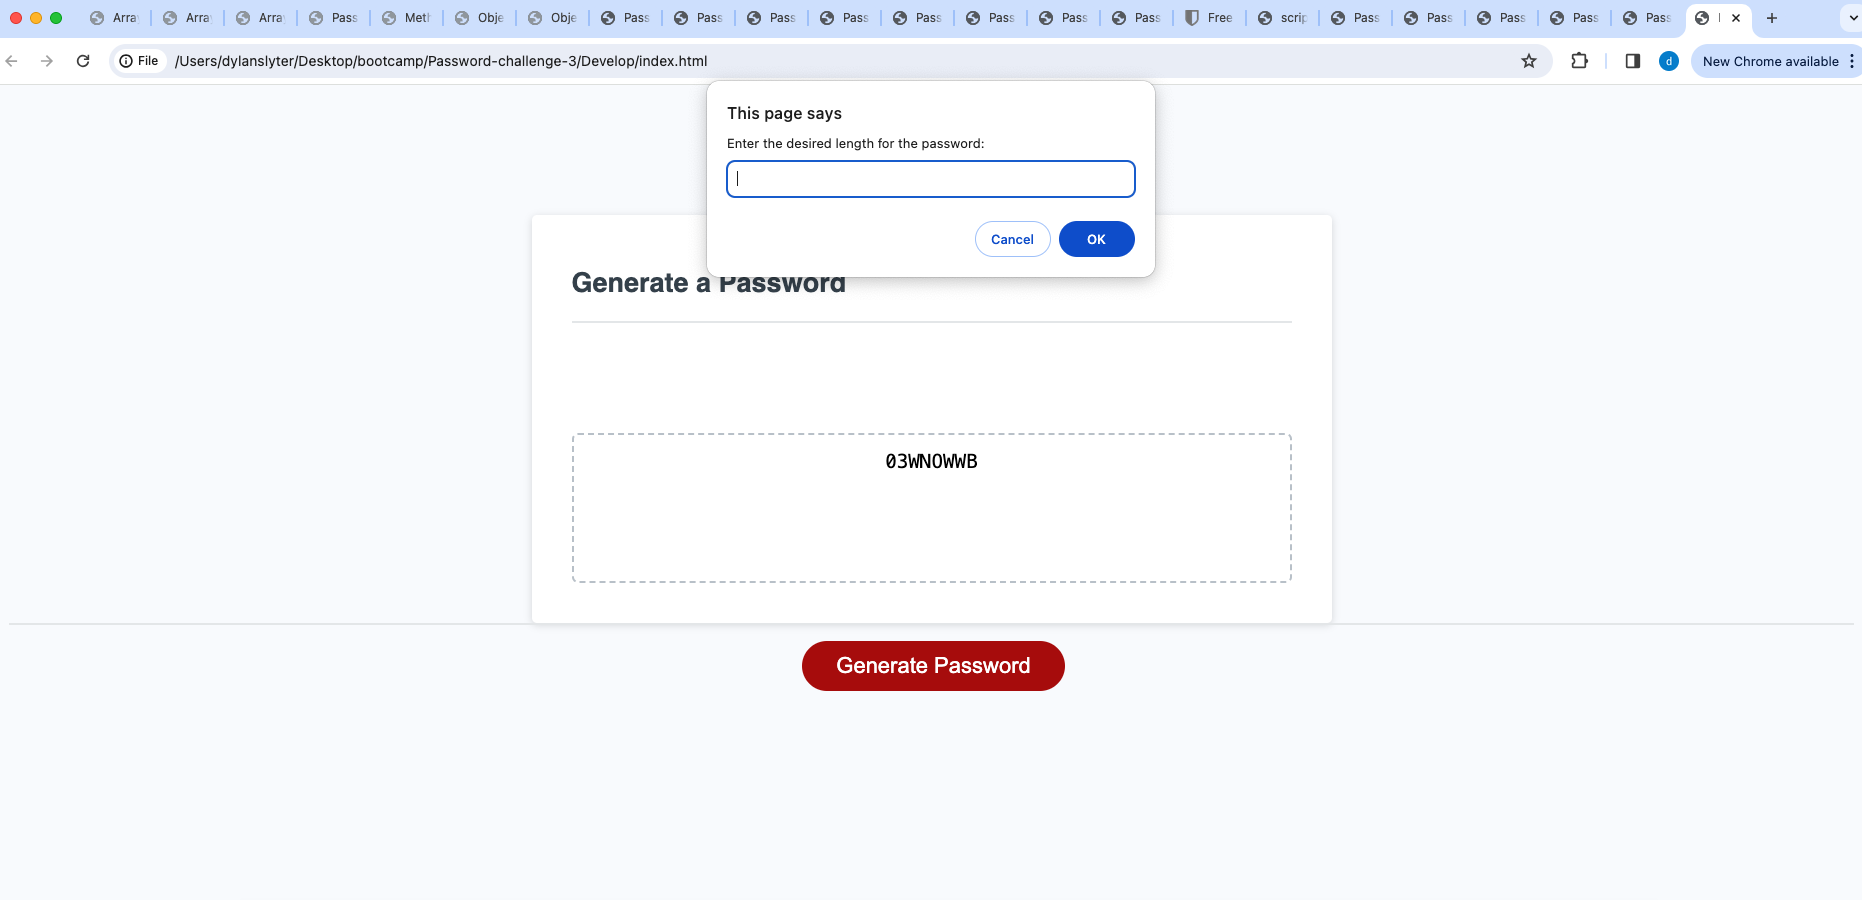 Arra Arra Arra Pass Meth Obje Obje Pass Pass Pass Pass Pass Pass Pass Pass Free scrip Pass Pass Pass Pass Pass
File /Users/dylanslyter/Desktop/bootcamp/Password-challenge-3/Develop/index.html d New Chrome available
This page says
Enter the desired length for the password:
Cancel OK
Generate a Password
03WNOWWB
Generate Password